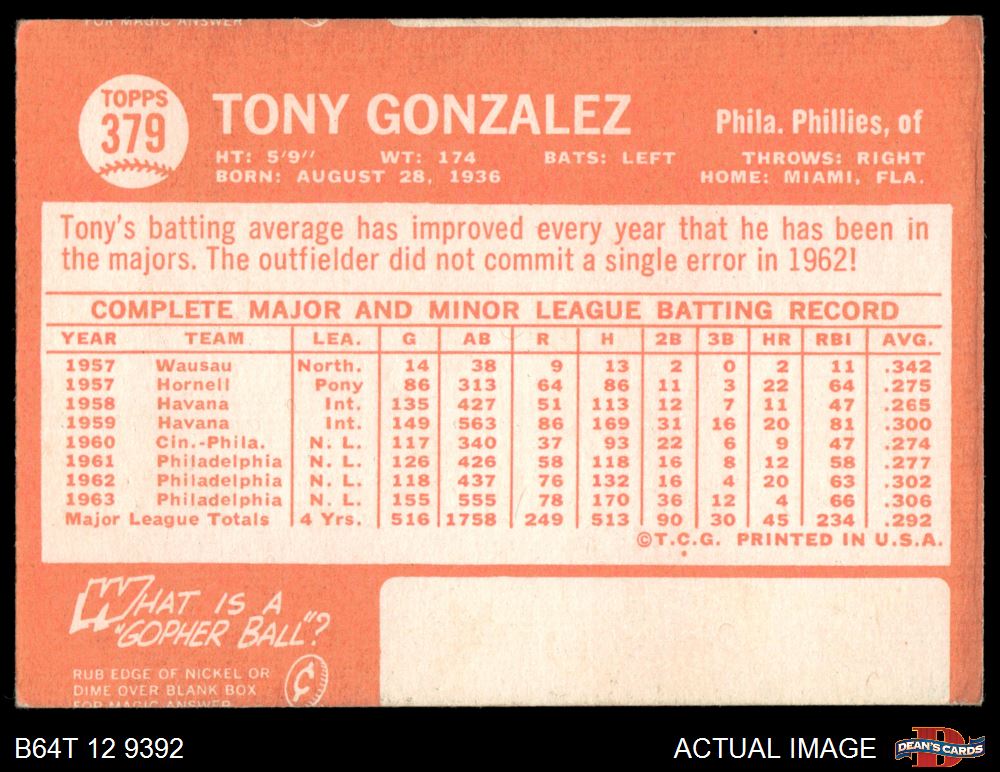 FOR MAGIC ANSWER
TOPPS
379
TONY GONZALEZ
Phila. Phillies, of
HT: 5'9" WT: 174 BATS: LEFT THROWS: RIGHT
BORN: AUGUST 28, 1936 HOME: MIAMI, FLA.
Tony's batting average has improved every year that he has been in
the majors. The outfielder did not commit a single error in 1962!
COMPLETE MAJOR AND MINOR LEAGUE BATTING RECORD
YEAR TEAM LEA. G AB R H 2B 3B HR RBI AVG.
1957 Wausau North. 14 38 9 13 2 0 2 11 .342
1957 Hornell Pony 86 313 64 86 11 3 22 64 .275
1958 Havana Int. 135 427 51 113 12 7 11 47 .265
1959 Havana Int. 149 563 86 169 31 16 20 81 .300
1960 Cin.-Phila. N. L. 117 340 37 93 22 6 9 47 .274
1961 Philadelphia N. L. 126 426 58 118 16 8 12 58 .277
1962 Philadelphia N. L. 118 437 76 132 16 4 20 63 .302
1963 Philadelphia N. L. 155 555 78 170 36 12 4 66 .306
Major League Totals 4 Yrs. 516 1758 249 513 90 30 45 234 .292
©T.C.G. PRINTED IN U.S.A.
WHAT IS A
"GOPHER BALL"?
RUB EDGE OF NICKEL OR
DIME OVER BLANK BOX
FOR MAGIC ANSWER
¢
B64T 12 9392
ACTUAL IMAGE
D
DEAN'S CARDS